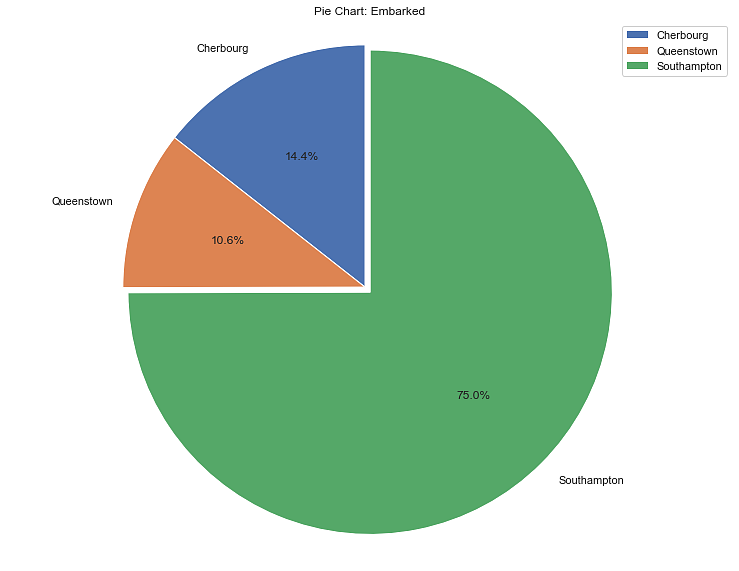 Pie Chart: Embarked
Cherbourg
Queenstown
Southampton
Cherbourg
14.4%
Queenstown
10.6%
75.0%
Southampton